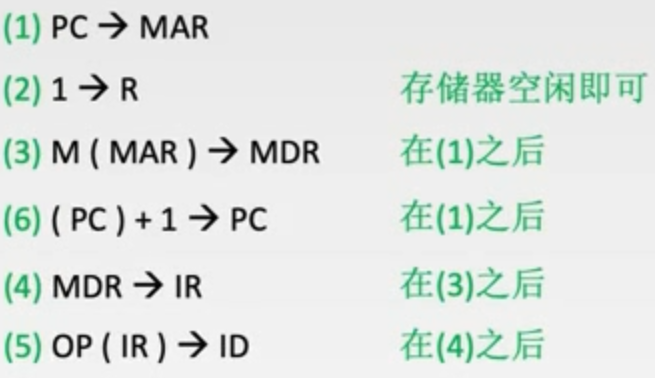 (1) PC → MAR
(2) 1 → R 存储器空闲即可
(3) M ( MAR ) → MDR 在(1)之后
(6) ( PC ) + 1 → PC 在(1)之后
(4) MDR → IR 在(3)之后
(5) OP ( IR ) → ID 在(4)之后